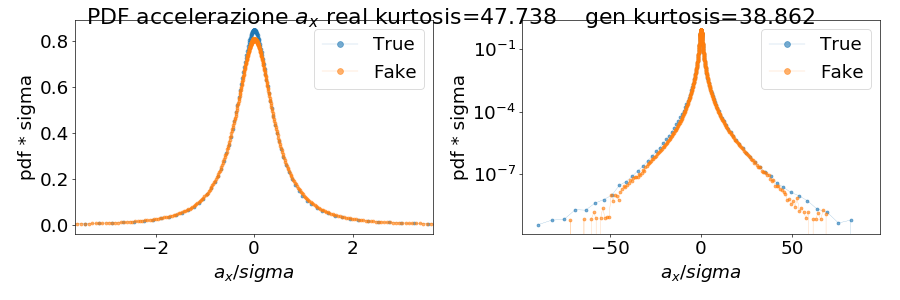 PDF accelerazione a_x real kurtosis=47.738 gen kurtosis=38.862
pdf * sigma
0.8
0.6
0.4
0.2
0.0
−2
0
2
a_x/sigma
True
Fake
pdf * sigma
10^−1
10^−4
10^−7
−50
0
50
a_x/sigma
True
Fake